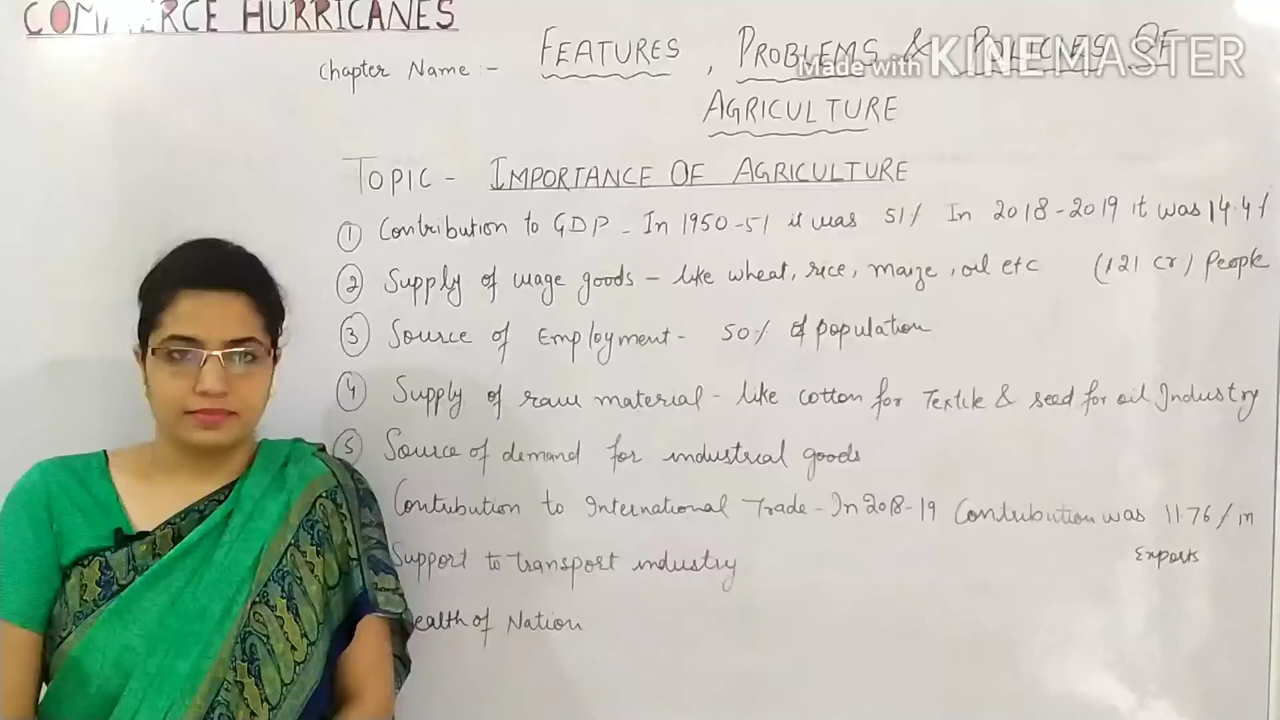 COMMERCE HURRICANES
Chapter Name :- FEATURES, PROBLEMS & POLICIES OF
Made with KINEMASTER
AGRICULTURE
TOPIC - IMPORTANCE OF AGRICULTURE
① Contribution to GDP - In 1950-51 it was 51% In 2018-2019 it was 14.4%
② Supply of wage goods - like wheat, rice, maize, oil etc (121 cr) People
③ Source of Employment - 50% of population
④ Supply of raw material - like cotton for Textile & seed for oil Industry
⑤ Source of demand for industrial goods
Contribution to International Trade - In 2018-19 Contribution was 11.76% in
Exports
Support to transport industry
ealth of Nation